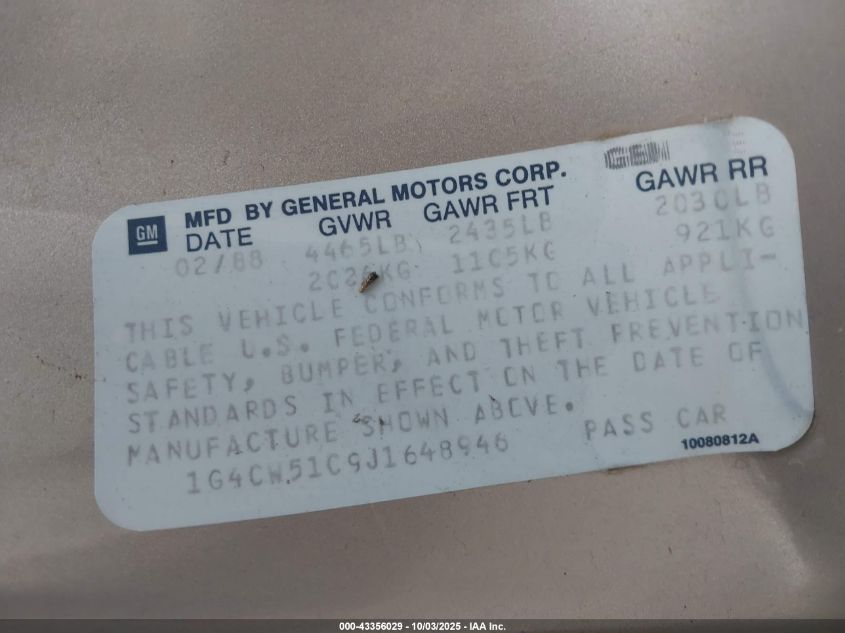 GM
MFD BY GENERAL MOTORS CORP.
DATE GVWR GAWR FRT GAWR RR
02/88 4465LB 2435LB 2030LB
1105KG 921KG
THIS VEHICLE CONFORMS TO ALL APPLI-
CABLE U.S. FEDERAL MOTOR VEHICLE
SAFETY, BUMPER, AND THEFT PREVENTION
STANDARDS IN EFFECT ON THE DATE OF
MANUFACTURE SHOWN ABOVE.
1G4CW51C9J1648946 PASS CAR
10080812A
000-43356029 - 10/03/2025 - IAA Inc.